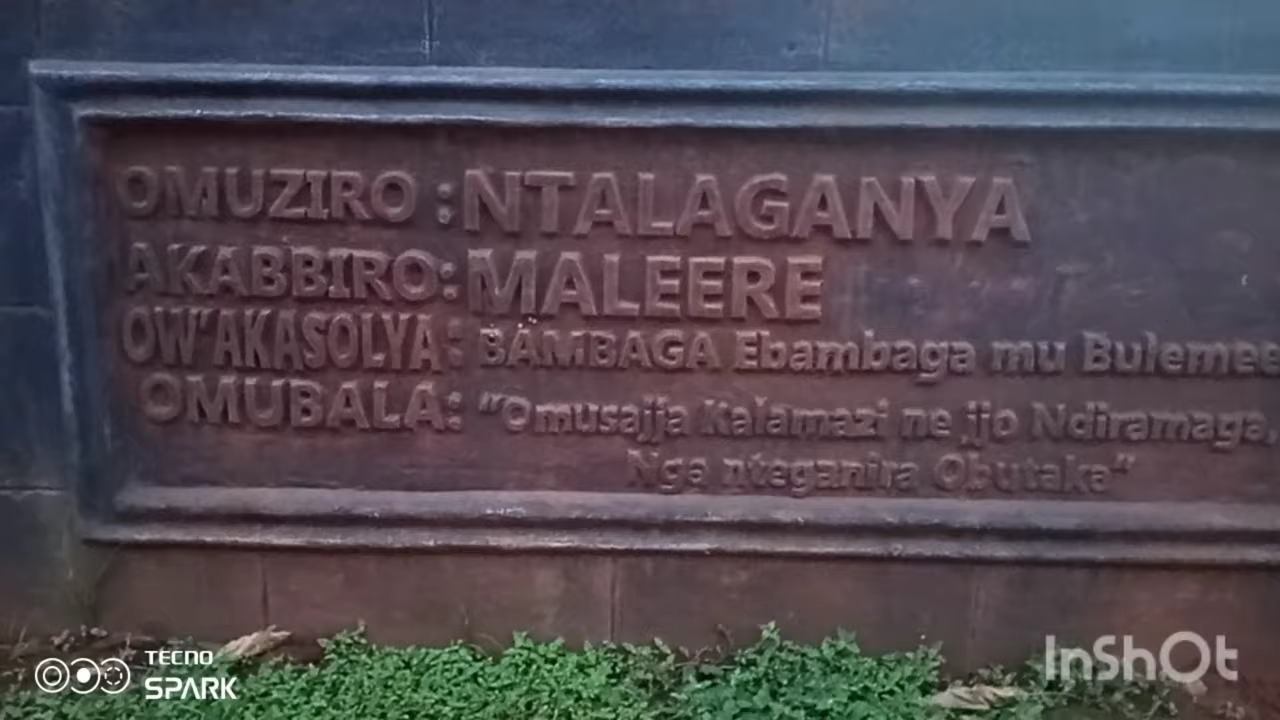 OMUZIRO : NTALAGANYA
AKABBIRO: MALEERE
OW'AKASOLYA: BAMBAGA Ebambaga mu Bulemee
OMUBALA: "Omusajja Kalamazi ne jjo Ndiramaga,
Nga nteganira Obutaka"
TECNO
SPARK
InShOt